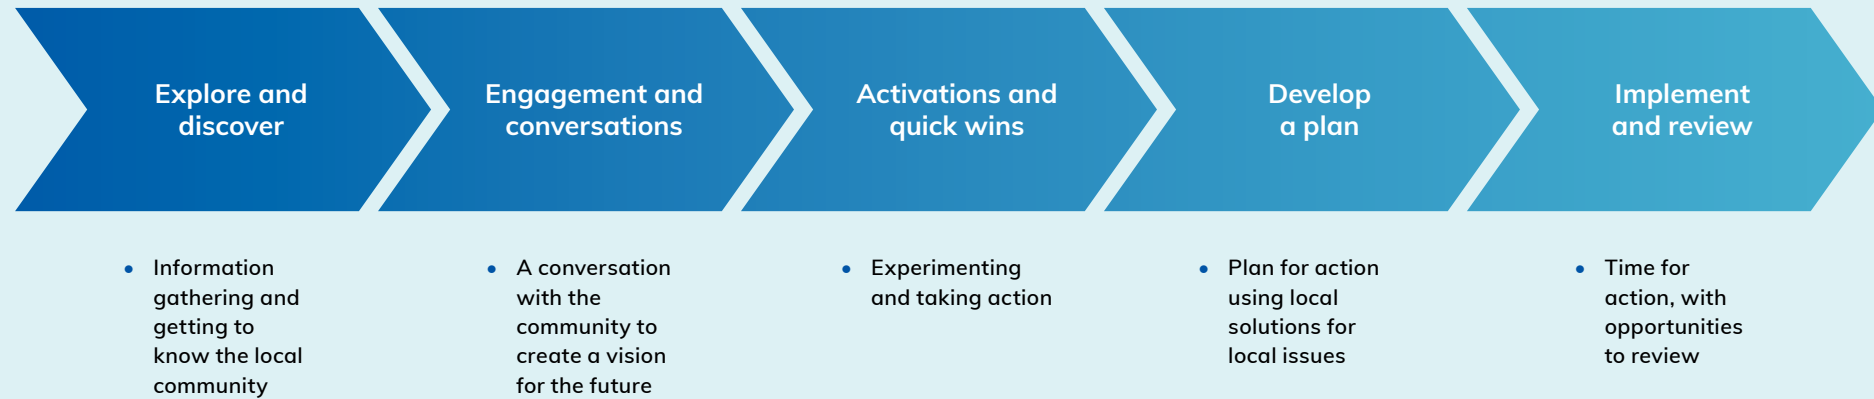 Explore and
discover
Engagement and
conversations
Activations and
quick wins
Develop
a plan
Implement
and review
• Information
gathering and
getting to
know the local
community
• A conversation
with the
community to
create a vision
for the future
• Experimenting
and taking action
• Plan for action
using local
solutions for
local issues
• Time for
action, with
opportunities
to review